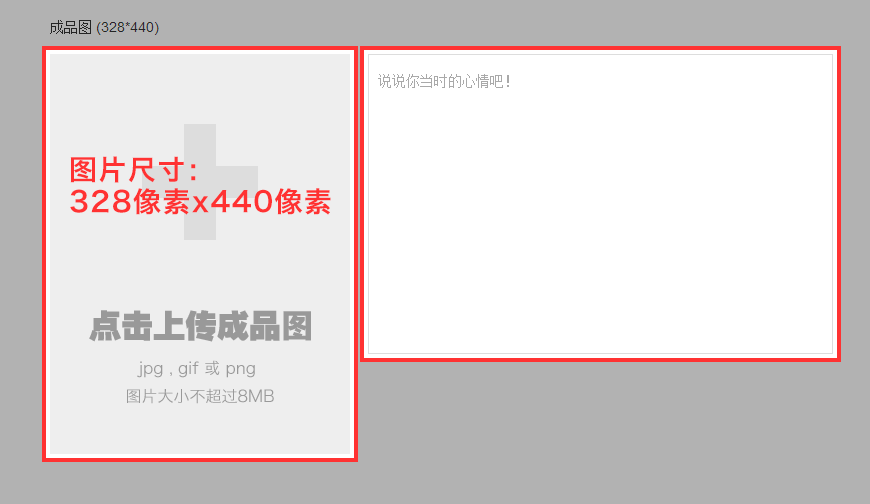 成品图 (328*440)
图片尺寸：
328像素x440像素
点击上传成品图
jpg , gif 或 png
图片大小不超过8MB
说说你当时的心情吧！